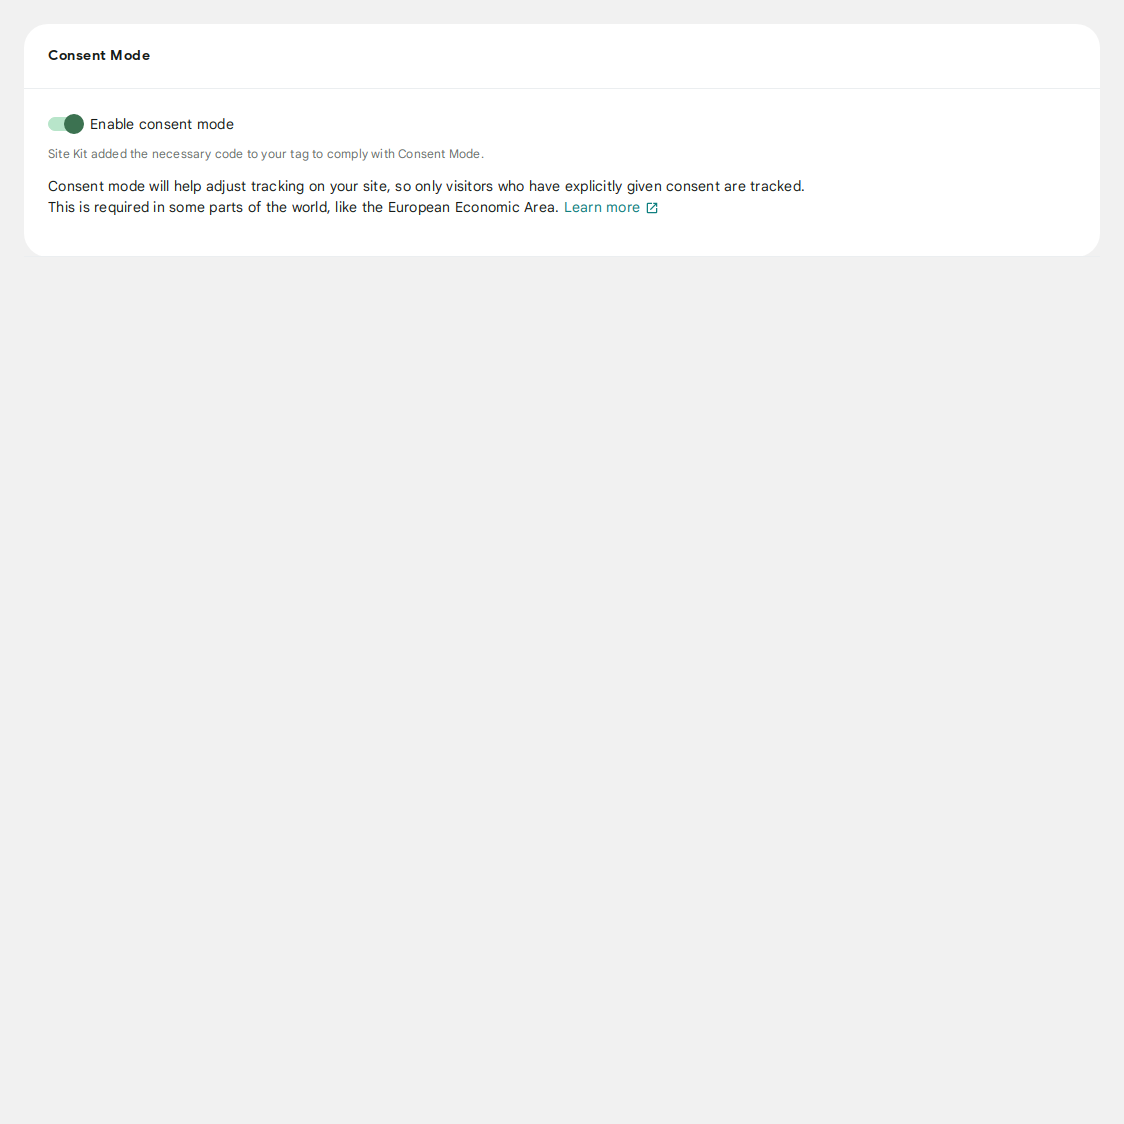 Consent Mode
Enable consent mode
Site Kit added the necessary code to your tag to comply with Consent Mode.
Consent mode will help adjust tracking on your site, so only visitors who have explicitly given consent are tracked.
This is required in some parts of the world, like the European Economic Area. Learn more